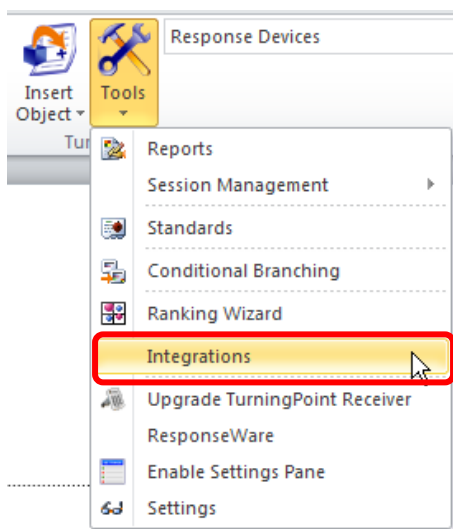 Response Devices
Insert
Object
Tools
Tur
Reports
Session Management
Standards
Conditional Branching
Ranking Wizard
Integrations
Upgrade TurningPoint Receiver
ResponseWare
Enable Settings Pane
Settings